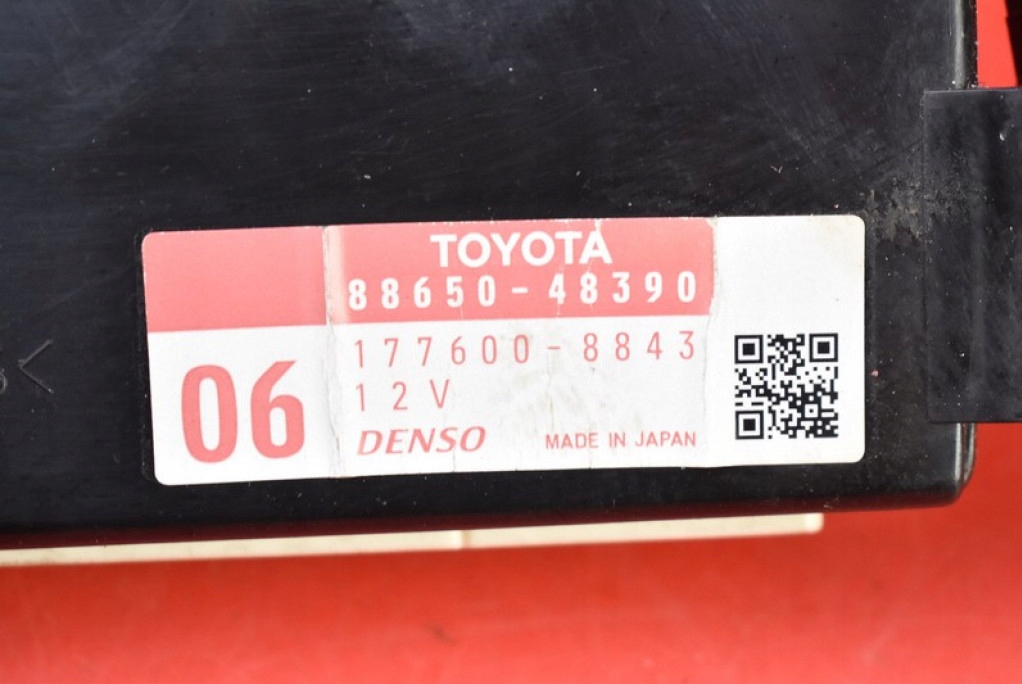 TOYOTA
88650-48390
06
177600-8843
12V
DENSO MADE IN JAPAN